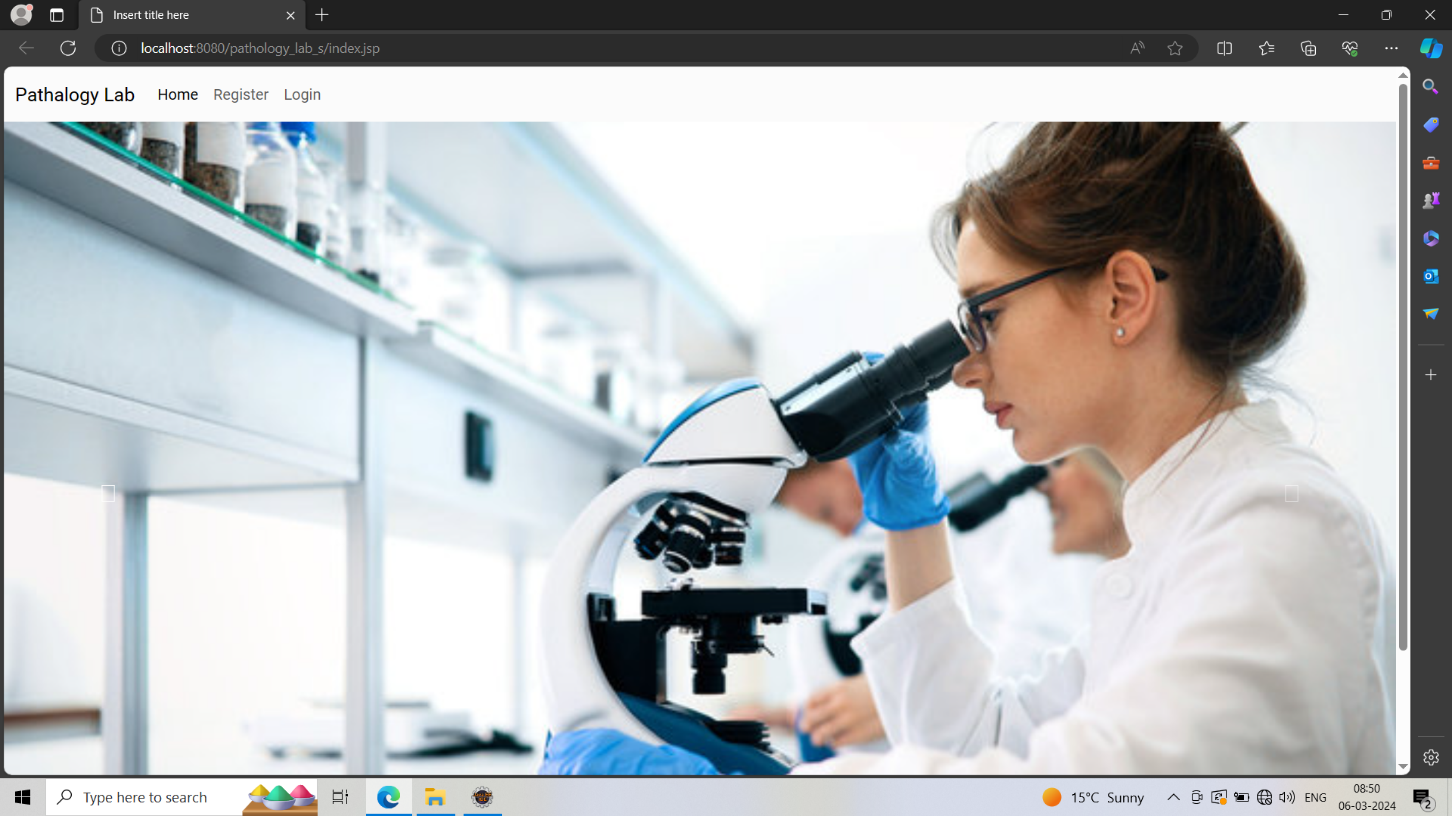 Insert title here
localhost:8080/pathology_lab_s/index.jsp
Pathalogy Lab Home Register Login
Type here to search
15°C Sunny
ENG
08:50
06-03-2024
2